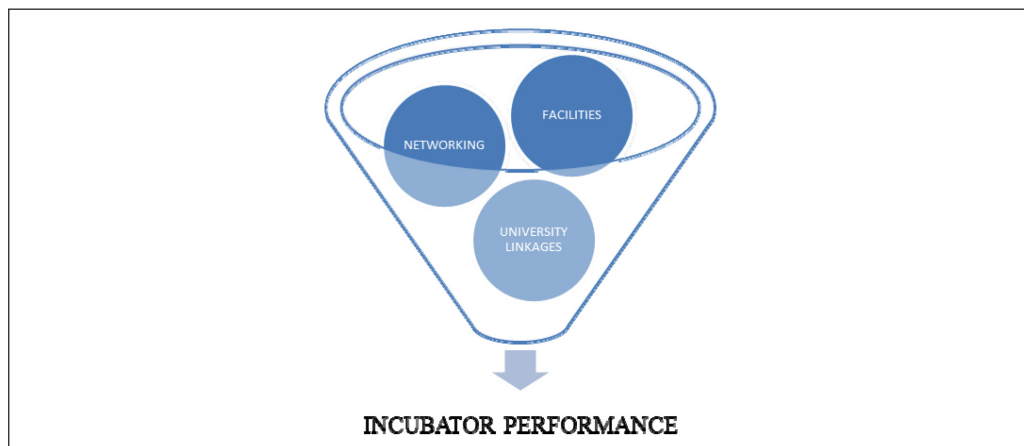 FACILITIES
NETWORKING
UNIVERSITY
LINKAGES
INCUBATOR PERFORMANCE